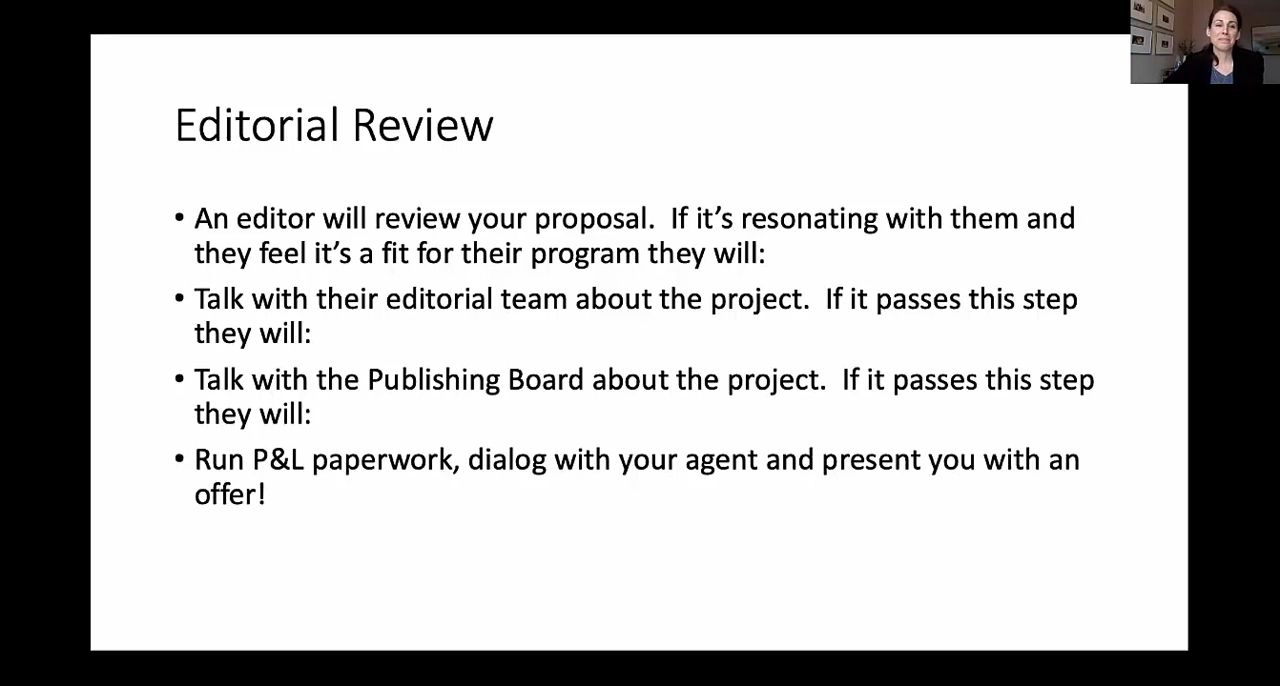 Editorial Review
• An editor will review your proposal.  If it’s resonating with them and
they feel it’s a fit for their program they will:
• Talk with their editorial team about the project.  If it passes this step
they will:
• Talk with the Publishing Board about the project.  If it passes this step
they will:
• Run P&L paperwork, dialog with your agent and present you with an
offer!